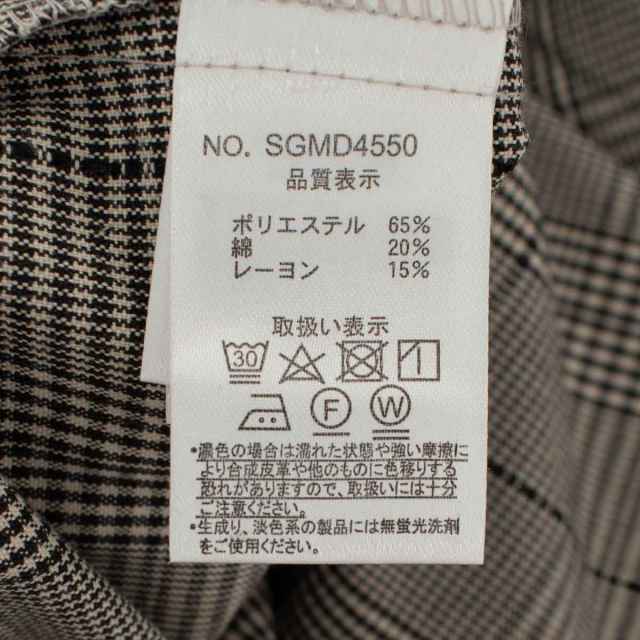 NO. SGMD4550
品質表示
ポリエステル 65%
綿 20%
レーヨン 15%
取扱い表示
30
F W
•濃色の場合は濡れた状態や強い摩擦に
より合成皮革や他のものに色移りする
恐れがありますので、取扱いには十分
ご注意ください。
•生成り、淡色系の製品には無蛍光洗剤
をご使用ください。